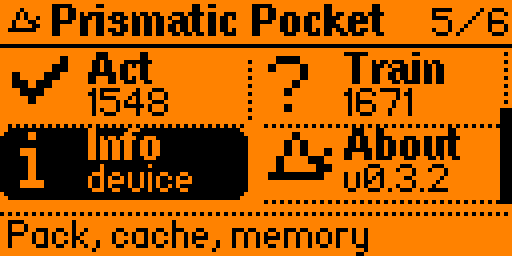 Prismatic Pocket 5/6
Act
1548
Train
1671
Info
device
About
v0.3.2
Pack, cache, memory